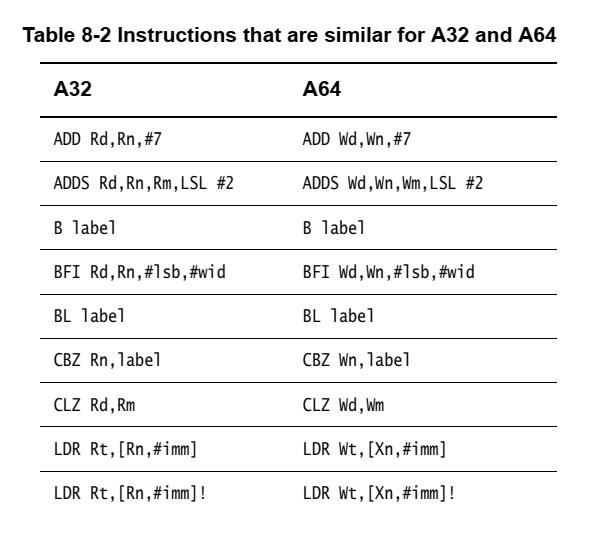 Table 8-2 Instructions that are similar for A32 and A64
A32 A64
ADD Rd,Rn,#7 ADD Wd,Wn,#7
ADDS Rd,Rn,Rm,LSL #2 ADDS Wd,Wn,Wm,LSL #2
B label B label
BFI Rd,Rn,#lsb,#wid BFI Wd,Wn,#lsb,#wid
BL label BL label
CBZ Rn,label CBZ Wn,label
CLZ Rd,Rm CLZ Wd,Wm
LDR Rt,[Rn,#imm] LDR Wt,[Xn,#imm]
LDR Rt,[Rn,#imm]! LDR Wt,[Xn,#imm]!